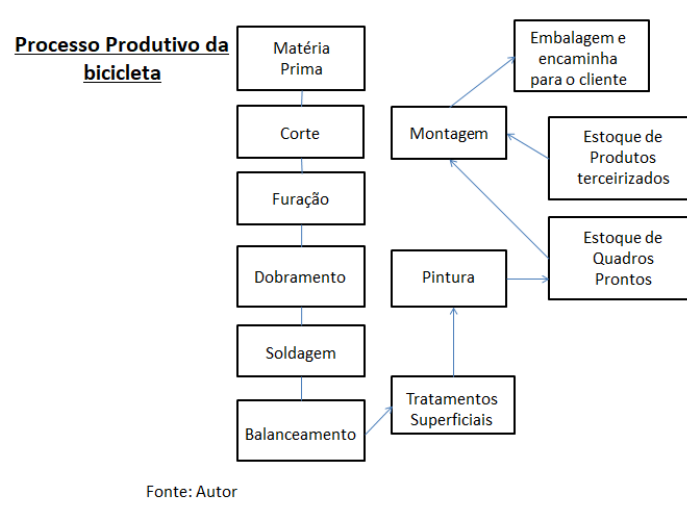 Processo Produtivo da
bicicleta
Matéria
Prima
Corte
Furação
Dobramento
Soldagem
Balanceamento
Tratamentos
Superficiais
Pintura
Estoque de
Quadros
Prontos
Estoque de
Produtos
terceirizados
Montagem
Embalagem e
encaminha
para o cliente
Fonte: Autor